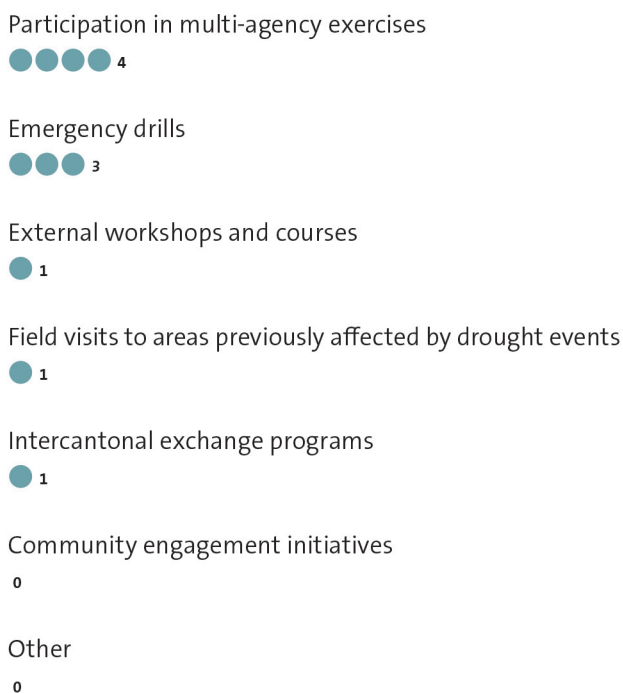 Participation in multi-agency exercises
4
Emergency drills
3
External workshops and courses
1
Field visits to areas previously affected by drought events
1
Intercantonal exchange programs
1
Community engagement initiatives
0
Other
0